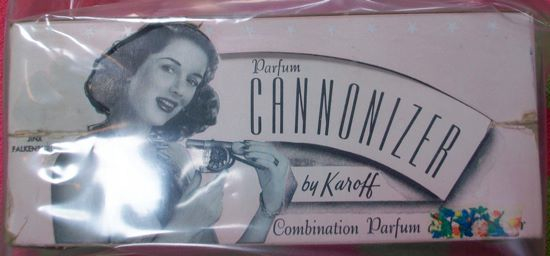 Parfum
CANNONIZER
by Karoff
JINX
FALKENBURG
Combination Parfum